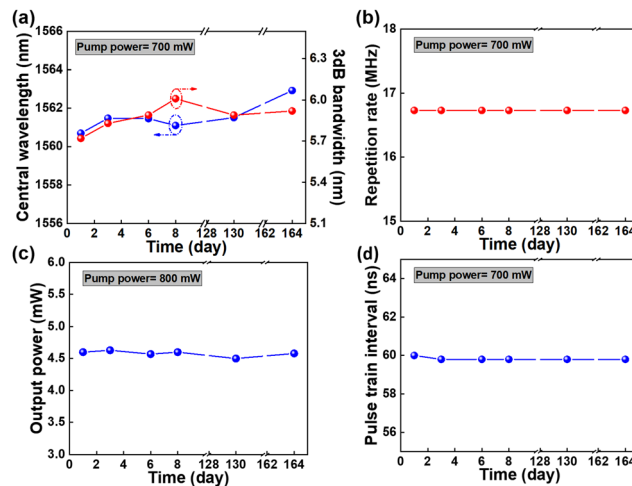 (a)
Pump power= 700 mW
Central wavelength (nm)
1566
1564
1562
1560
1558
1556
3dB bandwidth (nm)
6.3
6.0
5.7
5.4
5.1
0 2 4 6 8 128 130 162 164
Time (day)
(b)
Pump power= 700 mW
Repetition rate (MHz)
18
17
16
15
0 2 4 6 8 128 130 162 164
Time (day)
(c)
Pump power= 800 mW
Output power (mW)
6.0
5.5
5.0
4.5
4.0
3.5
3.0
0 2 4 6 8 128 130 162 164
Time (day)
(d)
Pump power= 700 mW
Pulse train interval (ns)
64
62
60
58
56
0 2 4 6 8 128 130 162 164
Time (day)